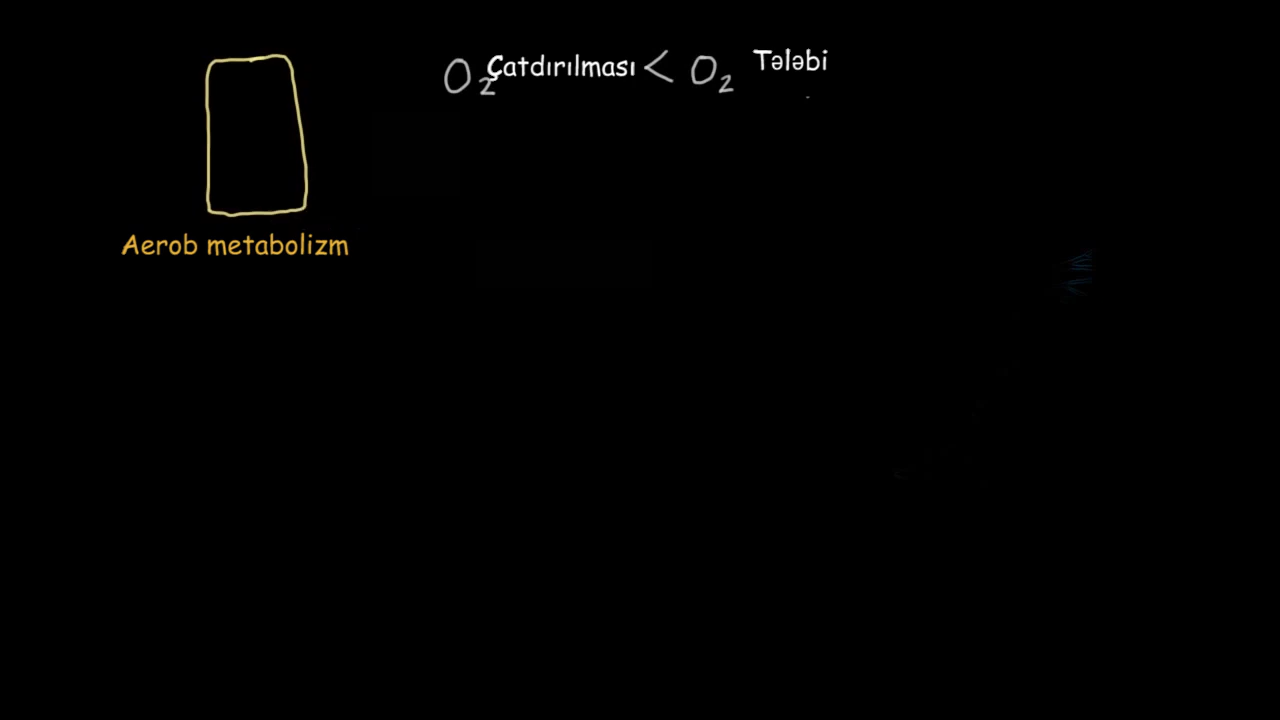 O₂ Çatdırılması < O₂ Tələbi
Aerob metabolizm